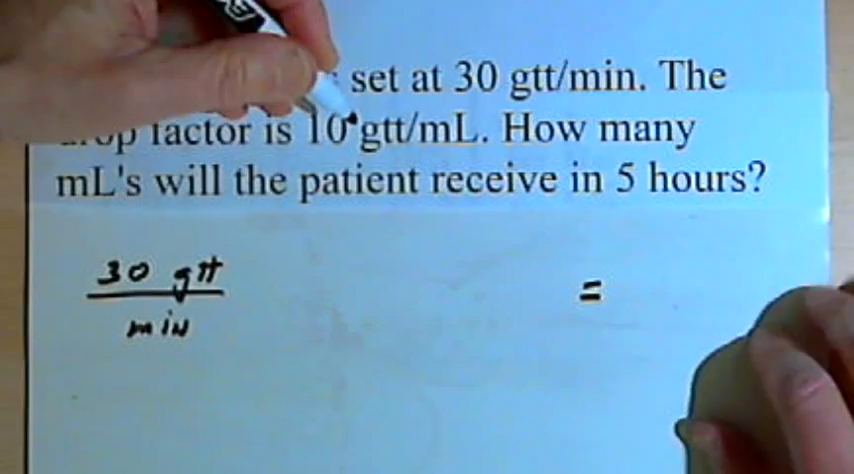 set at 30 gtt/min. The
factor is 10 gtt/mL. How many
mL's will the patient receive in 5 hours?
30 gtt
=
min